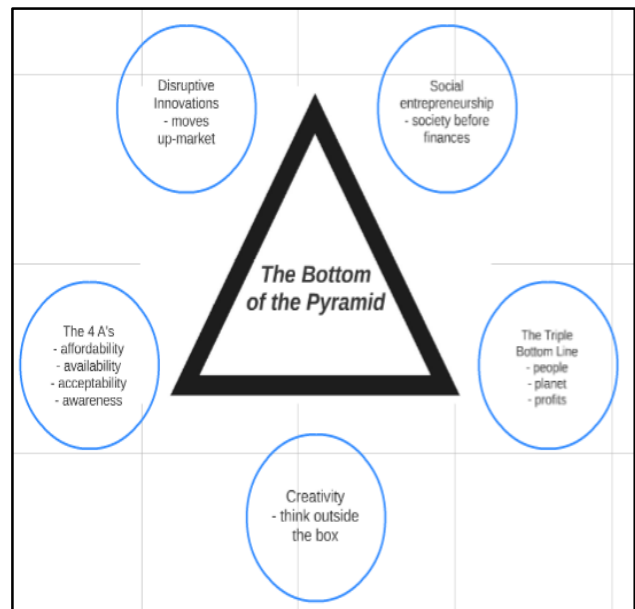 Disruptive
Innovations
- moves
up-market
Social
entrepreneurship
- society before
finances
The Bottom
of the Pyramid
The 4 A's
- affordability
- availability
- acceptability
- awareness
The Triple
Bottom Line
- people
- planet
- profits
Creativity
- think outside
the box